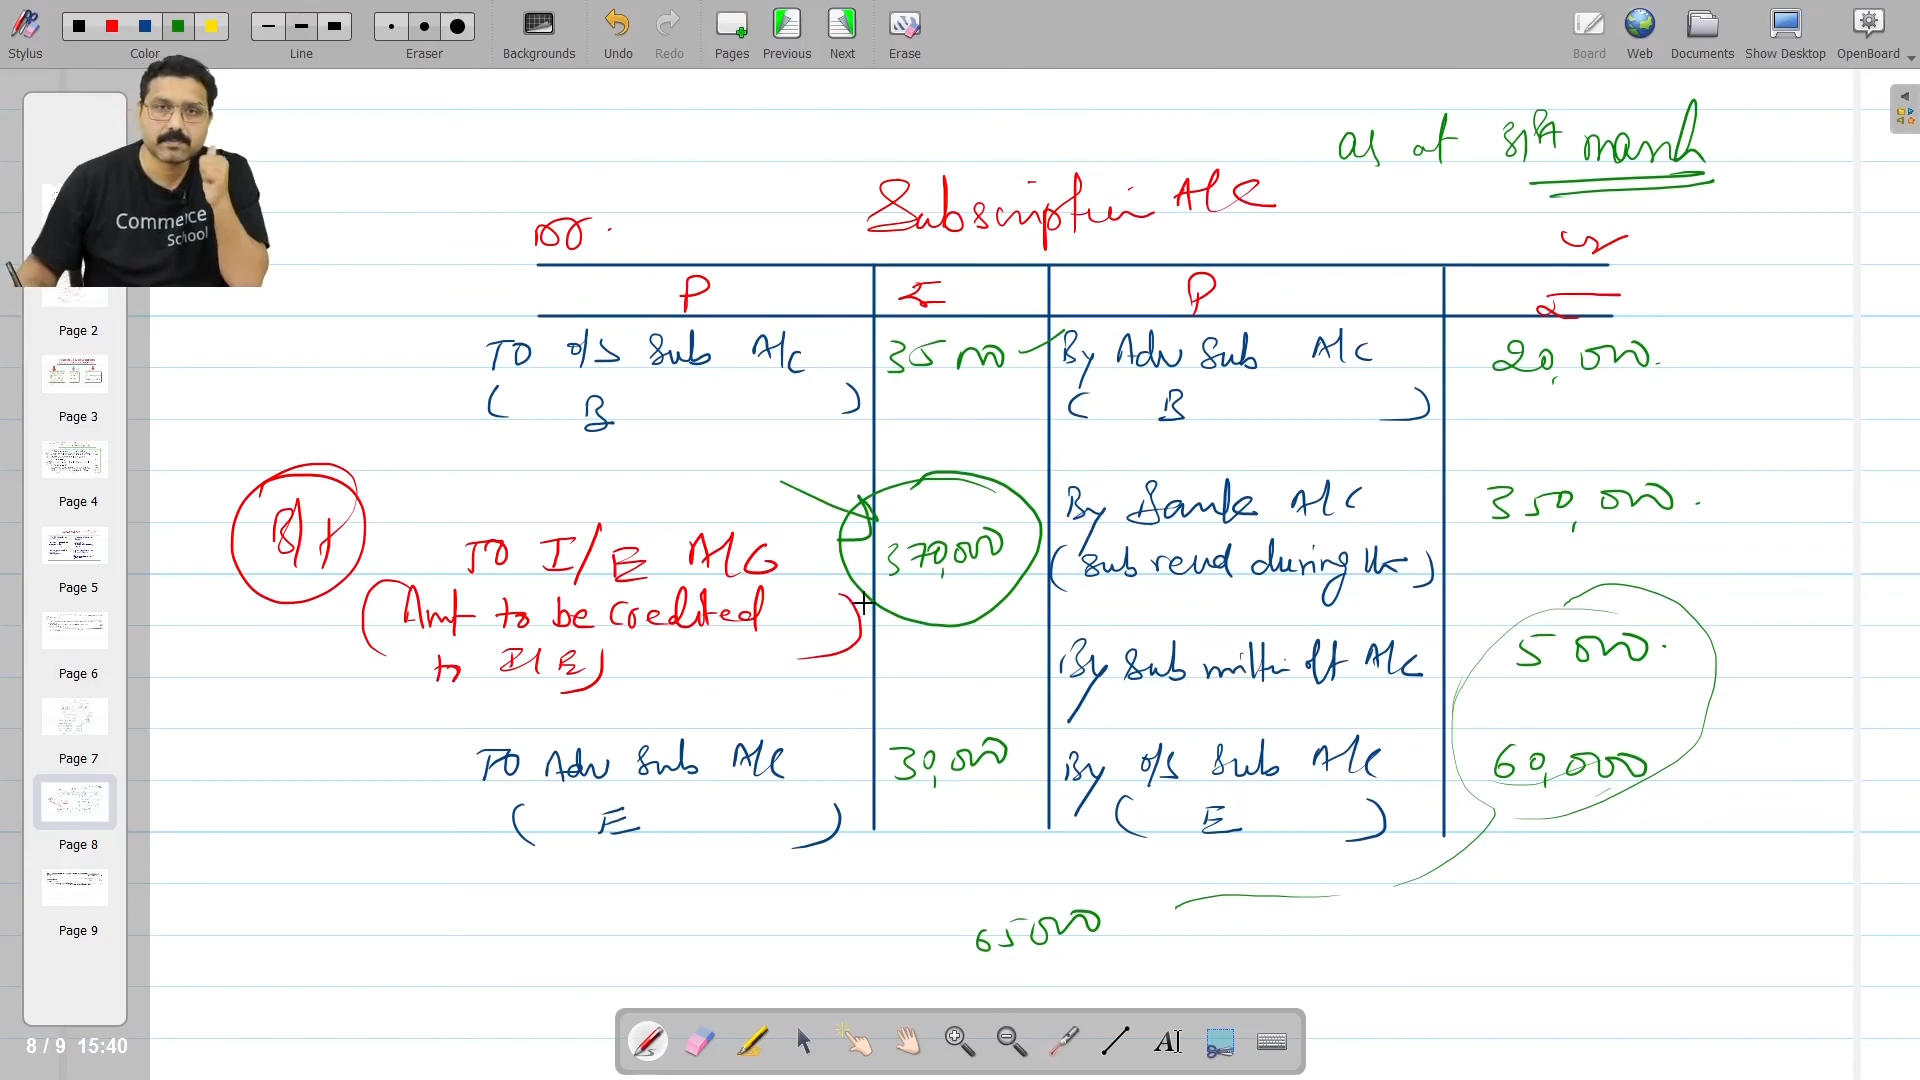 Stylus
Color
Line
Eraser
Backgrounds
Undo
Redo
Pages
Previous
Next
Erase
Board
Web
Documents
Show Desktop
OpenBoard
Commerce
School
as at 31st march
Dr.
Subscription A/C
Cr
P
₹
P
₹
To o/s Sub A/c
35000
By Adv Sub A/c
20,000.
( B )
( B )
B/f
To I/E A/C
370,000
By Bank A/C
350,000.
(Sub recvd during the )
(Amt to be credited
to I/E)
By Sub written off A/c
5000.
To Adv Sub A/C
30,000
By o/s Sub A/C
60,000
( E )
( E )
65000
Page 2
Page 3
Page 4
Page 5
Page 6
Page 7
Page 8
Page 9
8 / 9 15:40